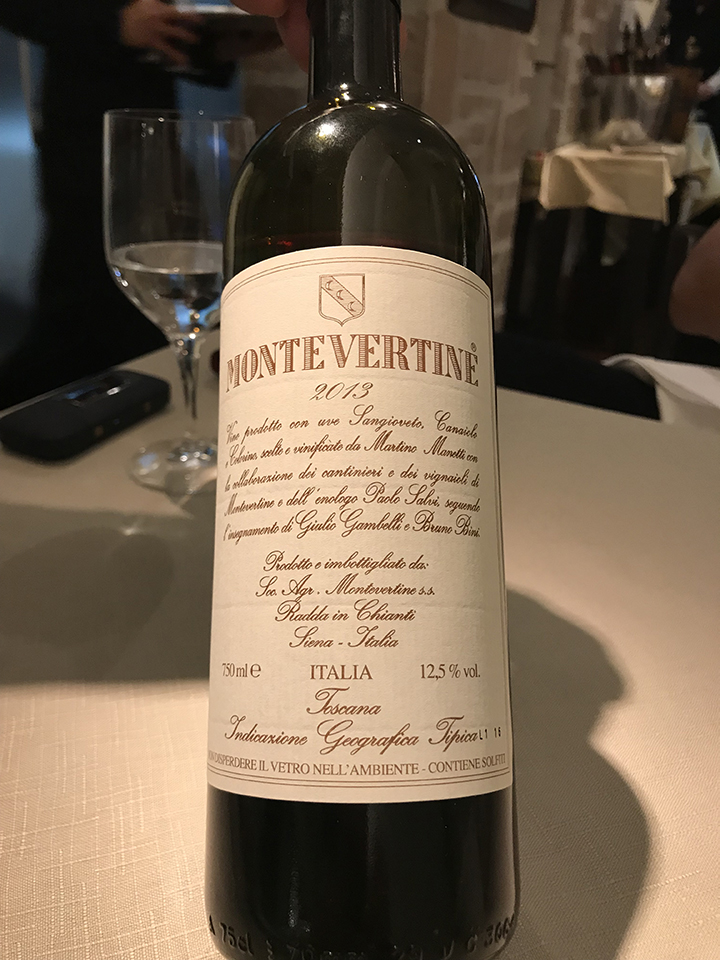 MONTEVERTINE®
2013
Vino prodotto con uve Sangioveto, Canaiolo
e Colorino, scelte e vinificate da Martino Manetti con
la collaborazione dei cantinieri e dei vignaioli di
Montevertine e dell'enologo Paolo Salvi, seguendo
l'insegnamento di Giulio Gambelli e Bruno Bini.
Prodotto e imbottigliato da:
Soc. Agr. Montevertine s.s.
Radda in Chianti
Siena - Italia
750 ml e ITALIA 12,5 % vol.
Toscana
Indicazione Geografica Tipica L1 15
NON DISPERDERE IL VETRO NELL'AMBIENTE - CONTIENE SOLFITI
75cl